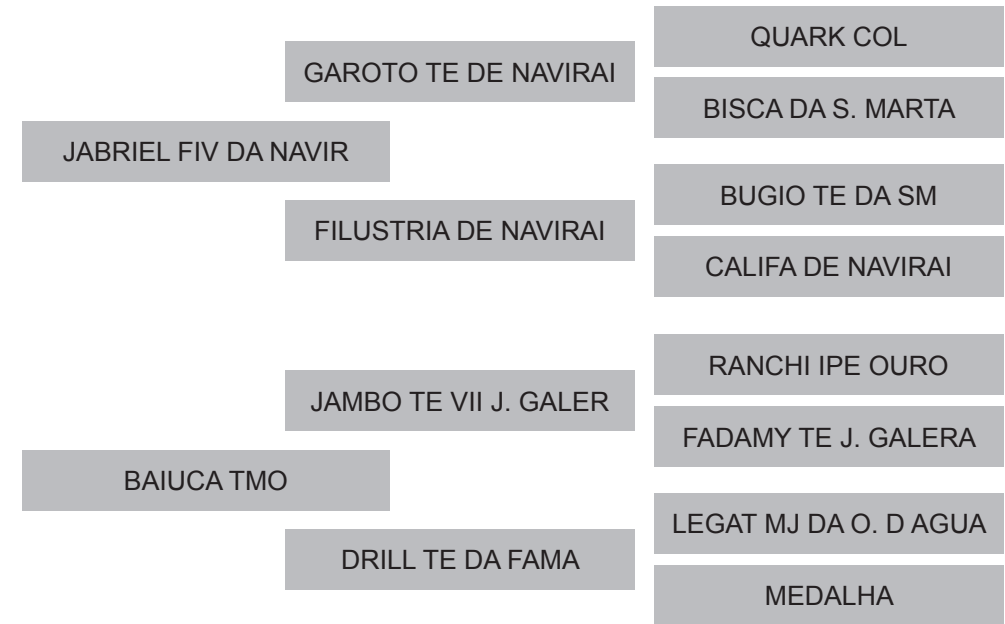 QUARK COL
GAROTO TE DE NAVIRAI
BISCA DA S. MARTA
JABRIEL FIV DA NAVIR
BUGIO TE DA SM
FILUSTRIA DE NAVIRAI
CALIFA DE NAVIRAI
RANCHI IPE OURO
JAMBO TE VII J. GALER
FADAMY TE J. GALERA
BAIUCA TMO
LEGAT MJ DA O. D AGUA
DRILL TE DA FAMA
MEDALHA